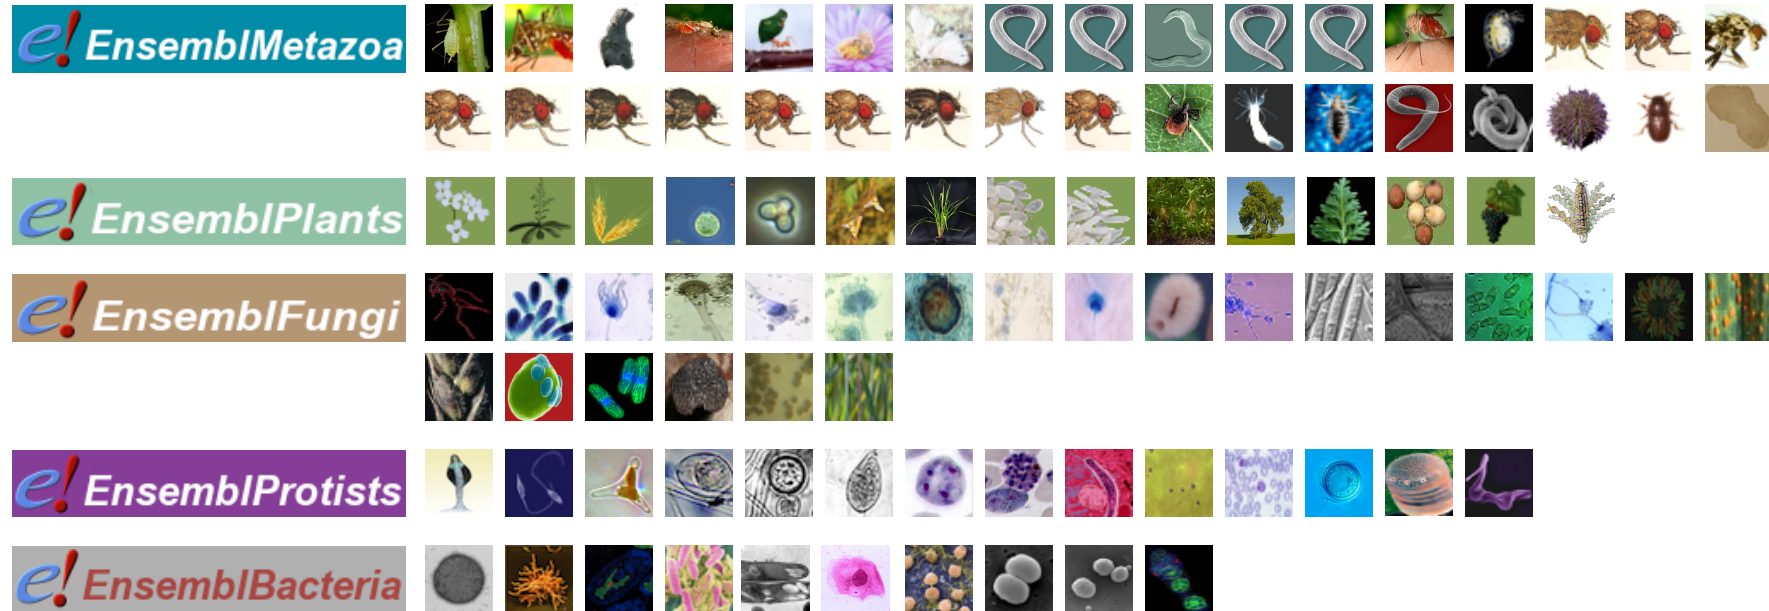 e! EnsemblMetazoa
e! EnsemblPlants
e! EnsemblFungi
e! EnsemblProtists
e! EnsemblBacteria